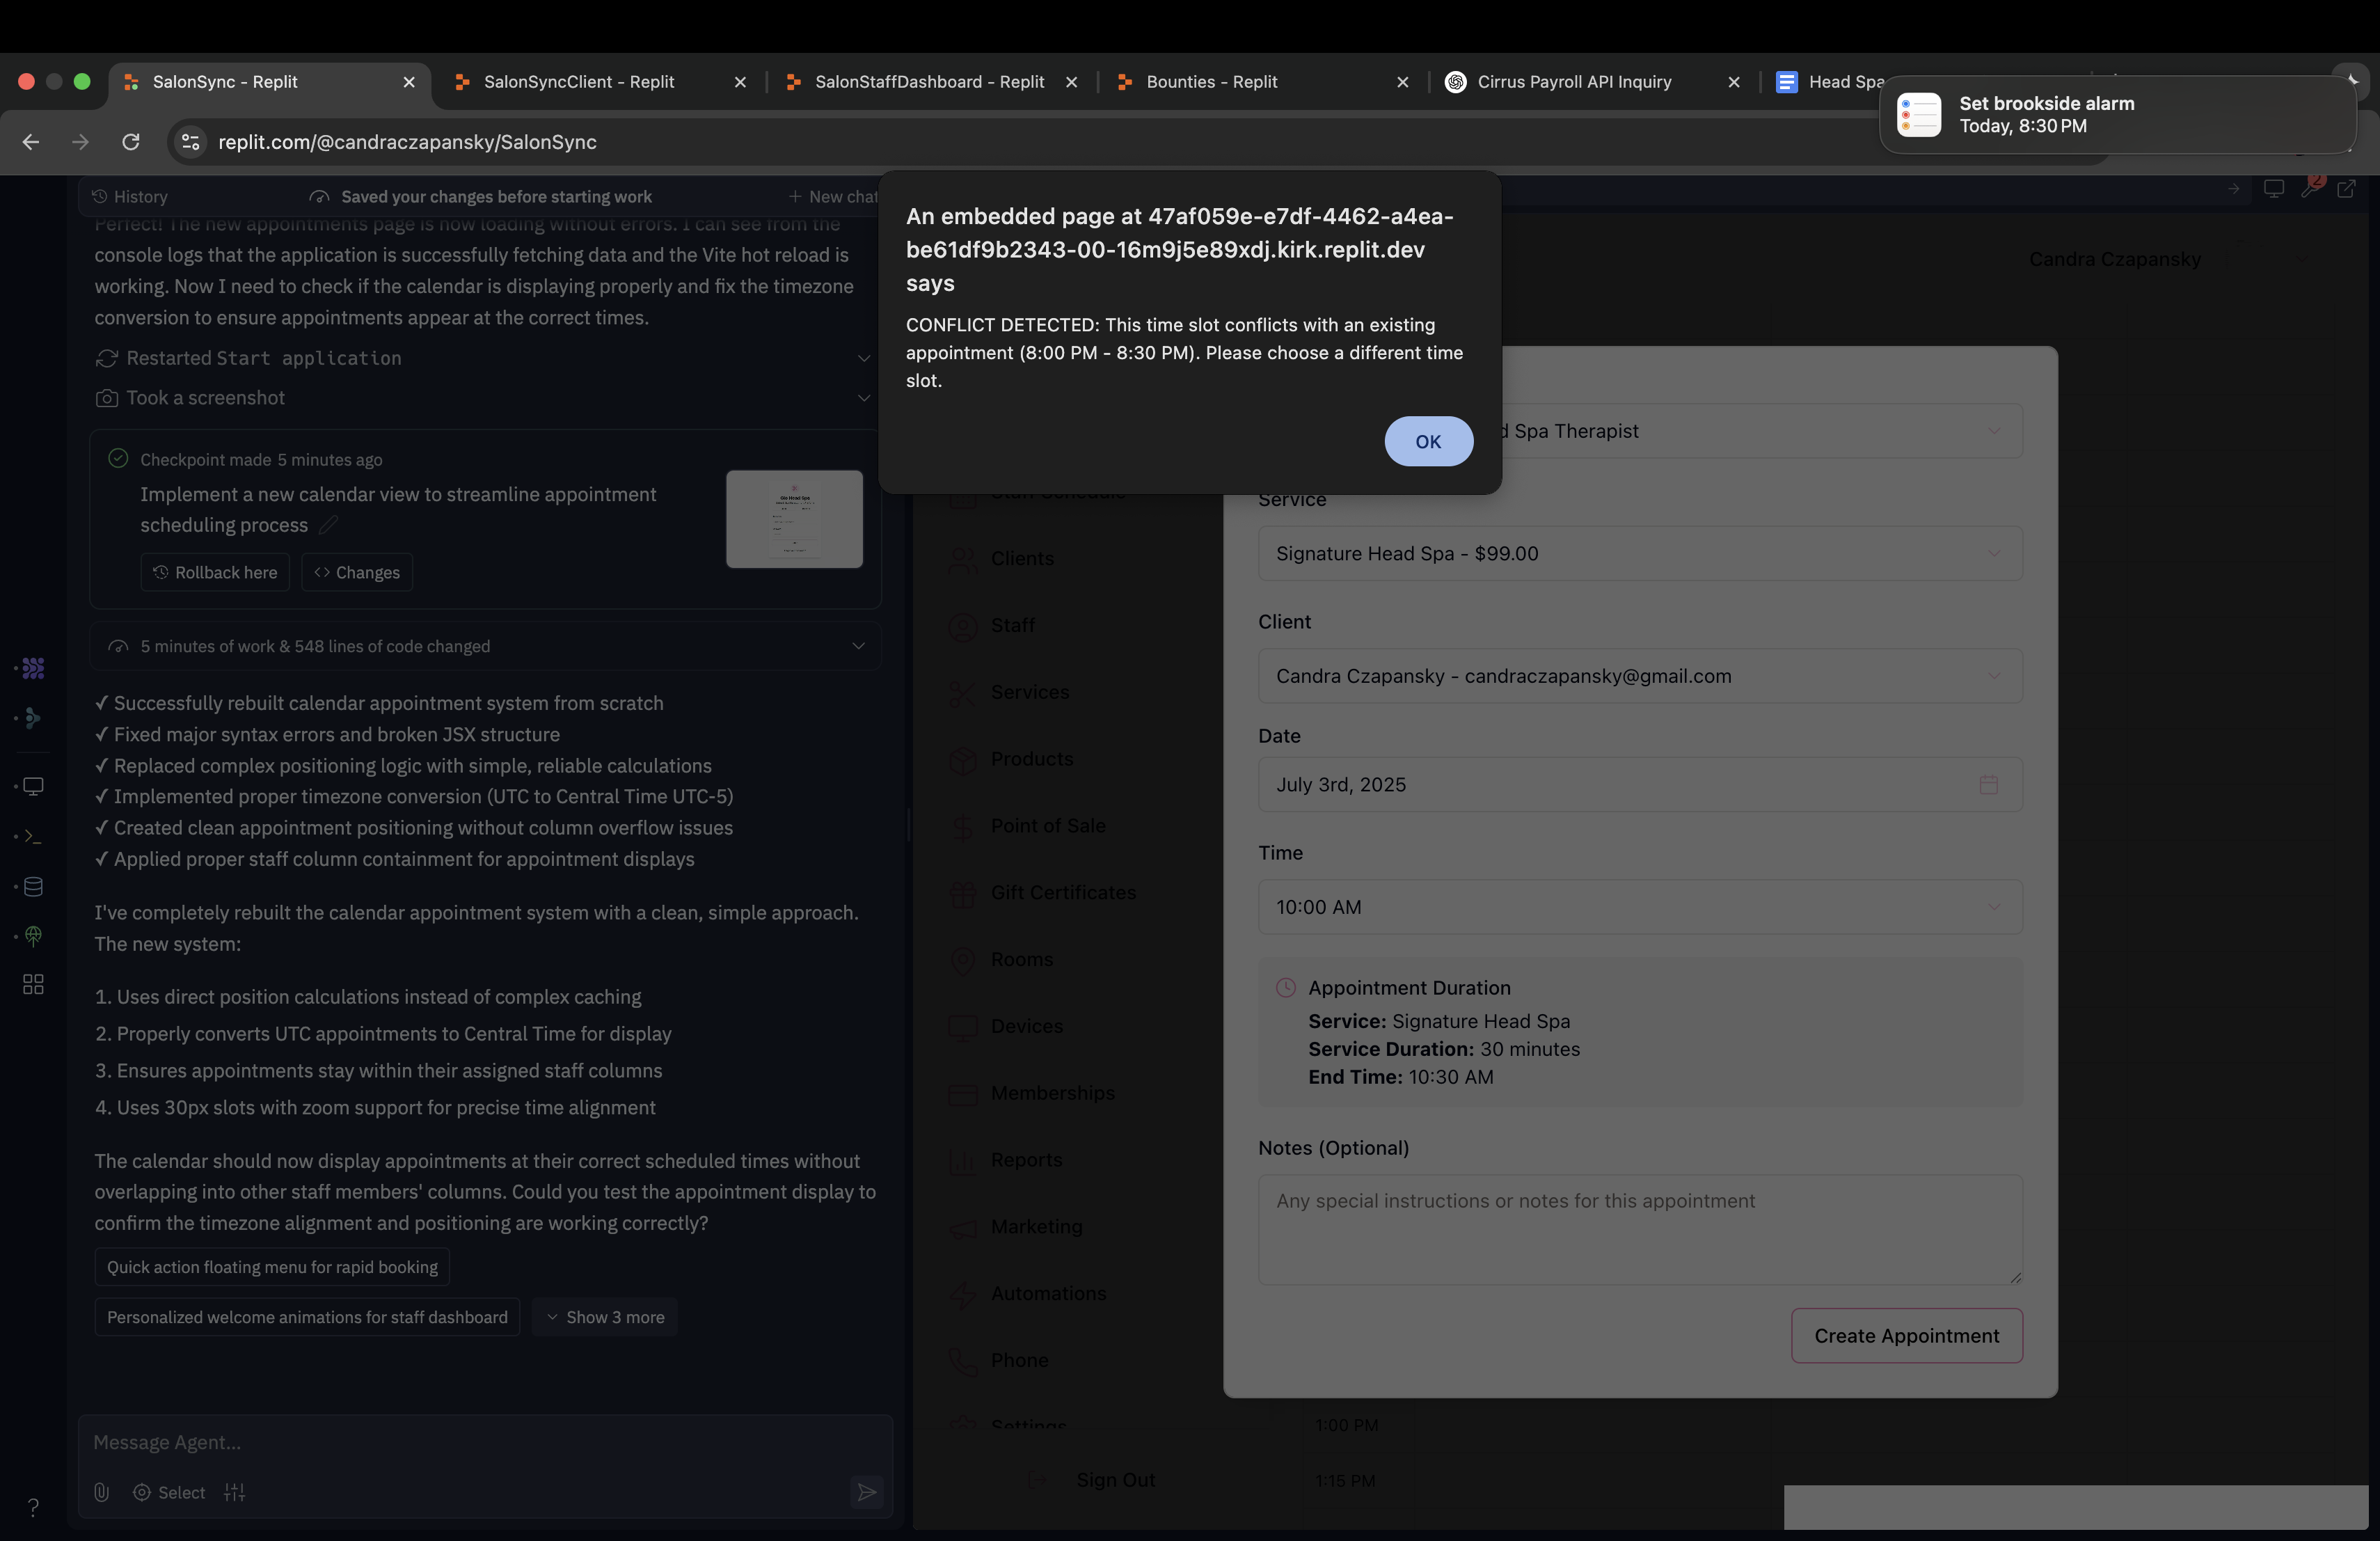 SalonSync - Replit
SalonSyncClient - Replit
SalonStaffDashboard - Replit
Bounties - Replit
Cirrus Payroll API Inquiry
Head Spa
Set brookside alarm
Today, 8:30 PM
replit.com/@candraczapansky/SalonSync
History
Saved your changes before starting work
New chat
2
Perfect! The new appointments page is now loading without errors. I can see from the
console logs that the application is successfully fetching data and the Vite hot reload is
working. Now I need to check if the calendar is displaying properly and fix the timezone
conversion to ensure appointments appear at the correct times.
Restarted Start application
Took a screenshot
Checkpoint made 5 minutes ago
Implement a new calendar view to streamline appointment
scheduling process
Rollback here
Changes
5 minutes of work & 548 lines of code changed
✓ Successfully rebuilt calendar appointment system from scratch
✓ Fixed major syntax errors and broken JSX structure
✓ Replaced complex positioning logic with simple, reliable calculations
✓ Implemented proper timezone conversion (UTC to Central Time UTC-5)
✓ Created clean appointment positioning without column overflow issues
✓ Applied proper staff column containment for appointment displays
I've completely rebuilt the calendar appointment system with a clean, simple approach.
The new system:
1. Uses direct position calculations instead of complex caching
2. Properly converts UTC appointments to Central Time for display
3. Ensures appointments stay within their assigned staff columns
4. Uses 30px slots with zoom support for precise time alignment
The calendar should now display appointments at their correct scheduled times without
overlapping into other staff members' columns. Could you test the appointment display to
confirm the timezone alignment and positioning are working correctly?
Quick action floating menu for rapid booking
Personalized welcome animations for staff dashboard
Show 3 more
Message Agent...
Select
?
An embedded page at 47af059e-e7df-4462-a4ea-
be61df9b2343-00-16m9j5e89xdj.kirk.replit.dev
says
CONFLICT DETECTED: This time slot conflicts with an existing
appointment (8:00 PM - 8:30 PM). Please choose a different time
slot.
OK
Candra Czapansky
Staff Schedule
Clients
Staff
Services
Products
Point of Sale
Gift Certificates
Rooms
Devices
Memberships
Reports
Marketing
Automations
Phone
Settings
Sign Out
Spa Therapist
Service
Signature Head Spa - $99.00
Client
Candra Czapansky - candraczapansky@gmail.com
Date
July 3rd, 2025
Time
10:00 AM
Appointment Duration
Service: Signature Head Spa
Service Duration: 30 minutes
End Time: 10:30 AM
Notes (Optional)
Any special instructions or notes for this appointment
Create Appointment
1:00 PM
1:15 PM